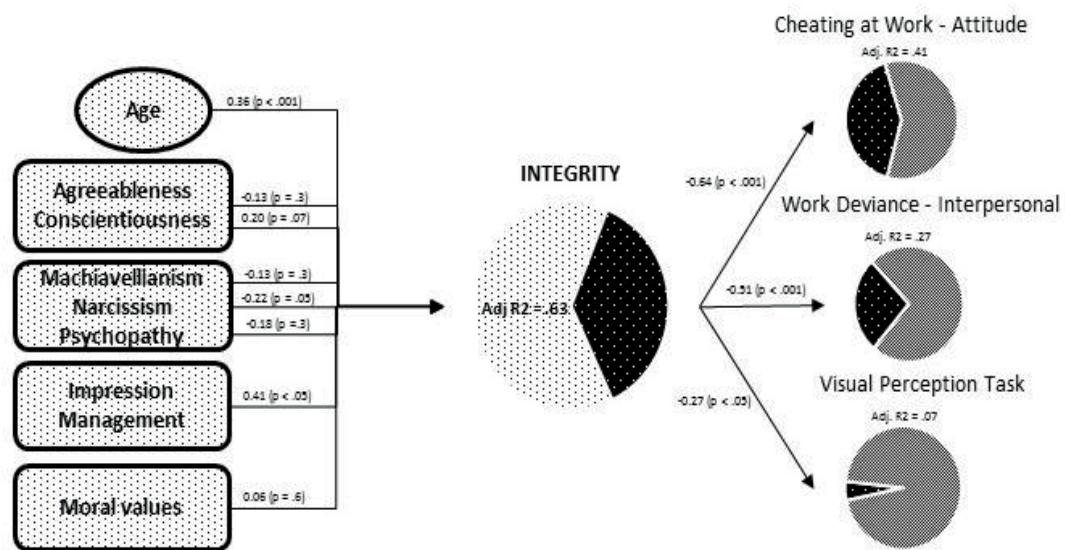 Cheating at Work - Attitude
Adj. R2 = .41
Age
0.36 (p < .001)
Agreeableness
Conscientiousness
-0.13 (p = .3)
0.20 (p = .07)
INTEGRITY
-0.64 (p < .001)
Work Deviance - Interpersonal
Adj. R2 = .27
Machiavellianism
Narcissism
Psychopathy
-0.13 (p = .3)
-0.22 (p = .05)
-0.18 (p =.3)
Adj R2 =.63
-0.51 (p < .001)
Impression
Management
0.41 (p < .05)
-0.27 (p < .05)
Visual Perception Task
Adj. R2 = .07
Moral values
0.06 (p = .6)